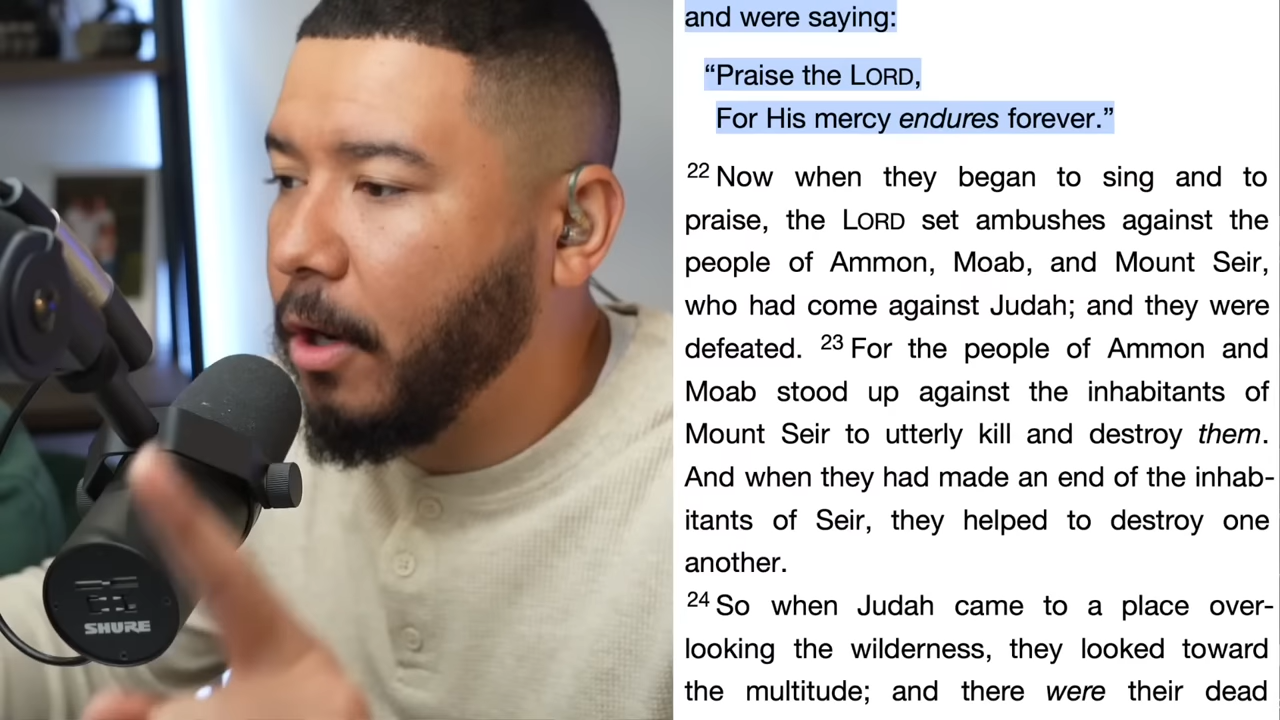 and were saying:
“Praise the LORD,
For His mercy endures forever.”
22 Now when they began to sing and to
praise, the LORD set ambushes against the
people of Ammon, Moab, and Mount Seir,
who had come against Judah; and they were
defeated. 23 For the people of Ammon and
Moab stood up against the inhabitants of
Mount Seir to utterly kill and destroy them.
And when they had made an end of the inhab-
itants of Seir, they helped to destroy one
another.
24 So when Judah came to a place over-
looking the wilderness, they looked toward
the multitude; and there were their dead
SHURE